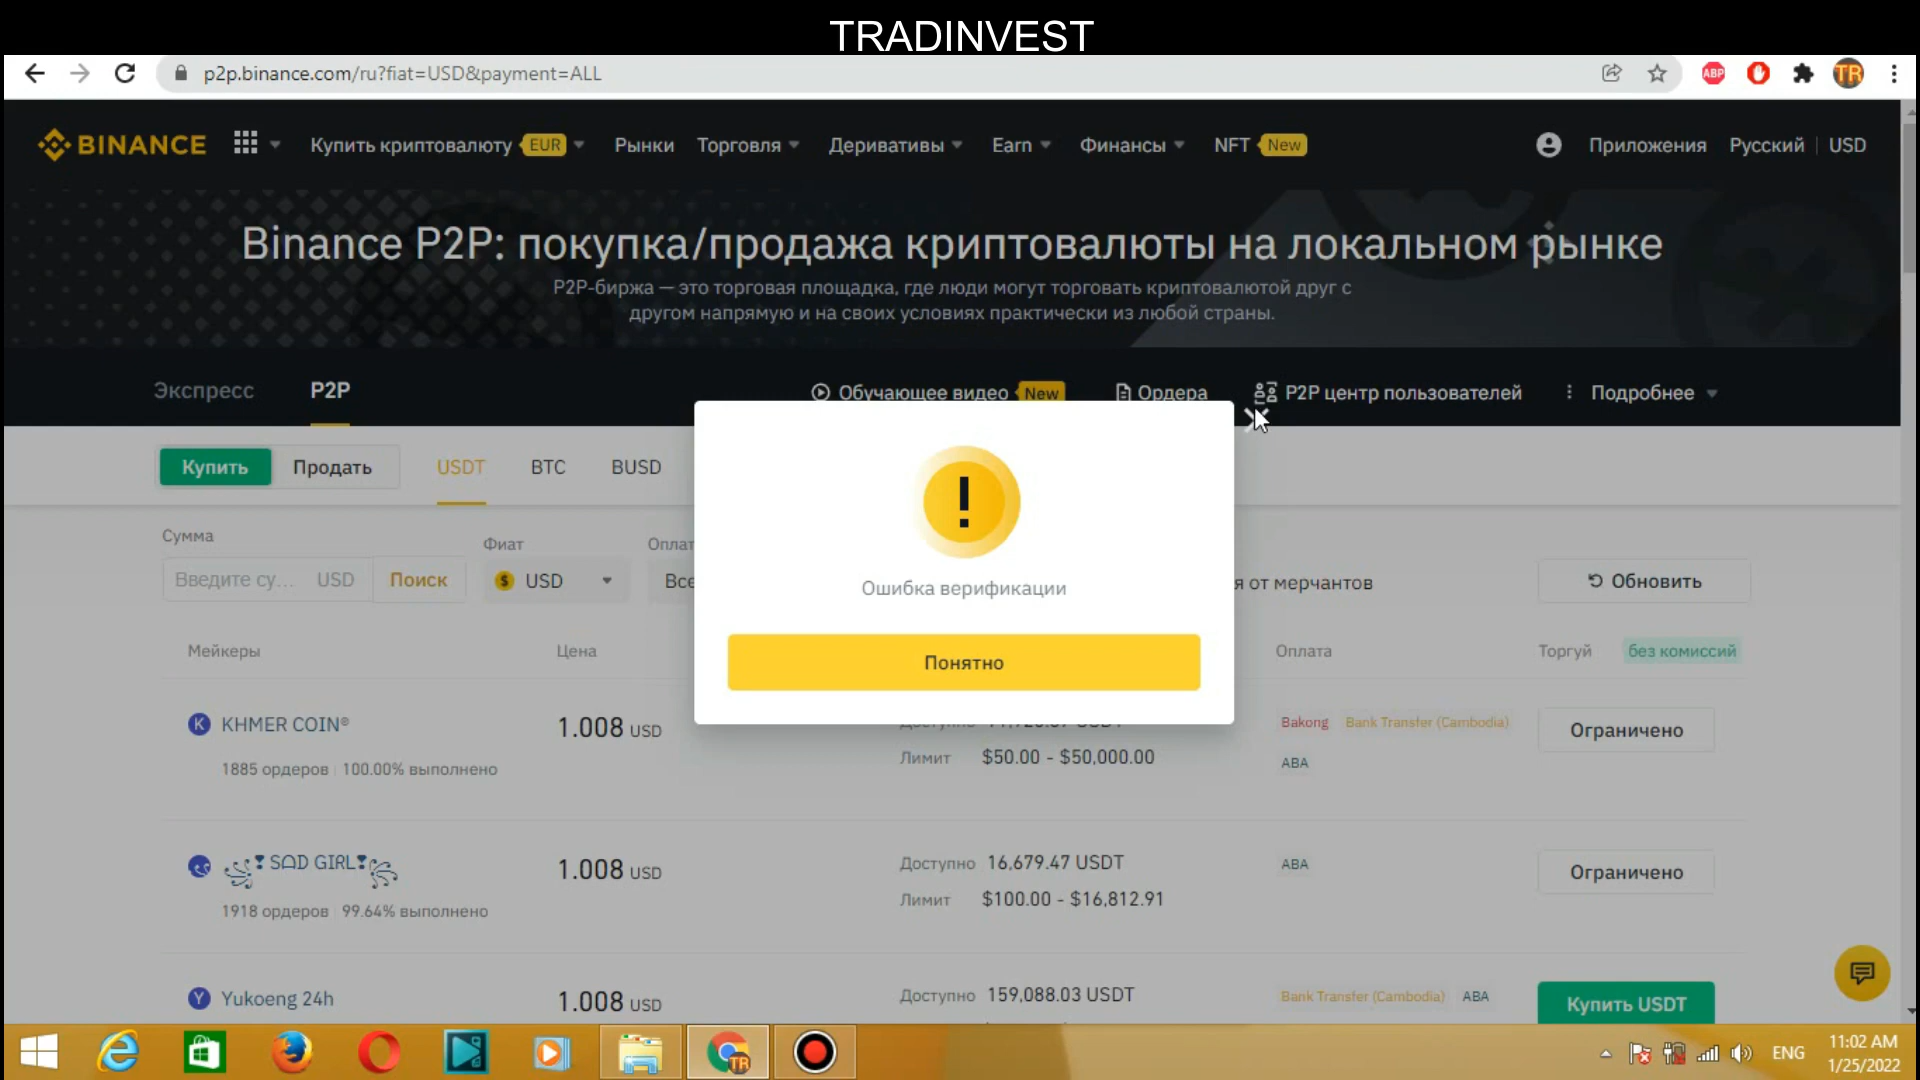 TRADINVEST
p2p.binance.com/ru?fiat=USD&payment=ALL
ABP
TR
BINANCE
Купить криптовалюту EUR
Рынки
Торговля
Деривативы
Earn
Финансы
NFT New
Приложения
Русский
USD
Binance P2P: покупка/продажа криптовалюты на локальном рынке
P2P-биржа — это торговая площадка, где люди могут торговать криптовалютой друг с
другом напрямую и на своих условиях практически из любой страны.
Экспресс
P2P
Обучающее видео New
Ордера
P2P центр пользователей
Подробнее
Купить
Продать
USDT
BTC
BUSD
!
Ошибка верификации
Понятно
Сумма
Введите су... USD
Поиск
Фиат
$ USD
Оплат
Все
я от мерчантов
Обновить
Мейкеры
Цена
Оплата
Торгуй
без комиссий
K KHMER COIN®
1885 ордеров 100.00% выполнено
1.008 USD
Лимит $50.00 - $50,000.00
Bakong Bank Transfer (Cambodia)
ABA
Ограничено
SᗩD GIRL
1918 ордеров 99.64% выполнено
1.008 USD
Доступно 16,679.47 USDT
Лимит $100.00 - $16,812.91
ABA
Ограничено
Y Yukoeng 24h
1.008 USD
Доступно 159,088.03 USDT
Bank Transfer (Cambodia) ABA
Купить USDT
TR
ENG
11:02 AM
1/25/2022